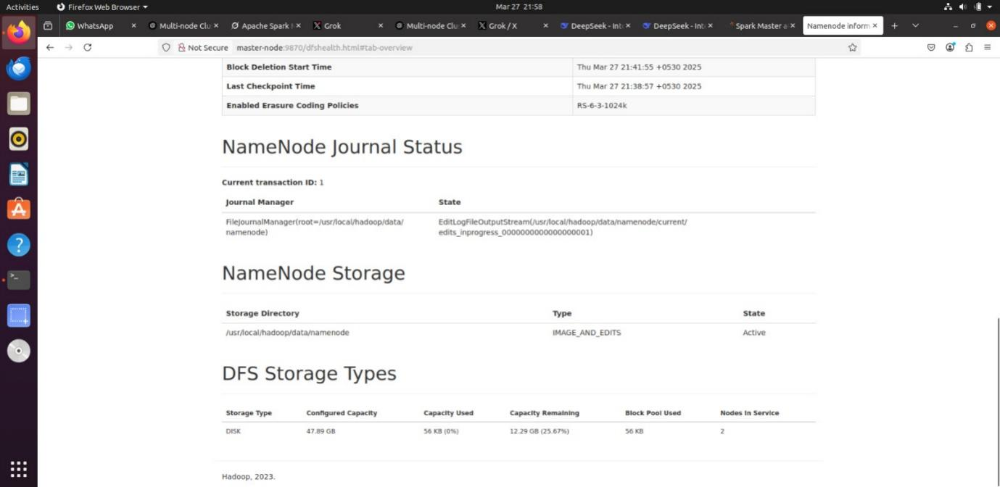 Activities Firefox Web Browser Mar 27 21:58
WhatsApp Multi-node Clu Apache Spark Grok Multi-node Clu Grok / X DeepSeek - Int DeepSeek - Int Spark Master a Namenode inform
Not Secure master-node:9870/dfshealth.html#tab-overview
Block Deletion Start Time Thu Mar 27 21:41:55 +0530 2025
Last Checkpoint Time Thu Mar 27 21:38:57 +0530 2025
Enabled Erasure Coding Policies RS-6-3-1024k
NameNode Journal Status
Current transaction ID: 1
Journal Manager State
FileJournalManager(root=/usr/local/hadoop/data/ EditLogFileOutputStream(/usr/local/hadoop/data/namenode/current/
namenode) edits_inprogress_0000000000000000001)
NameNode Storage
Storage Directory Type State
/usr/local/hadoop/data/namenode IMAGE_AND_EDITS Active
DFS Storage Types
Storage Type Configured Capacity Capacity Used Capacity Remaining Block Pool Used Nodes In Service
DISK 47.89 GB 56 KB (0%) 12.29 GB (25.67%) 56 KB 2
Hadoop, 2023.